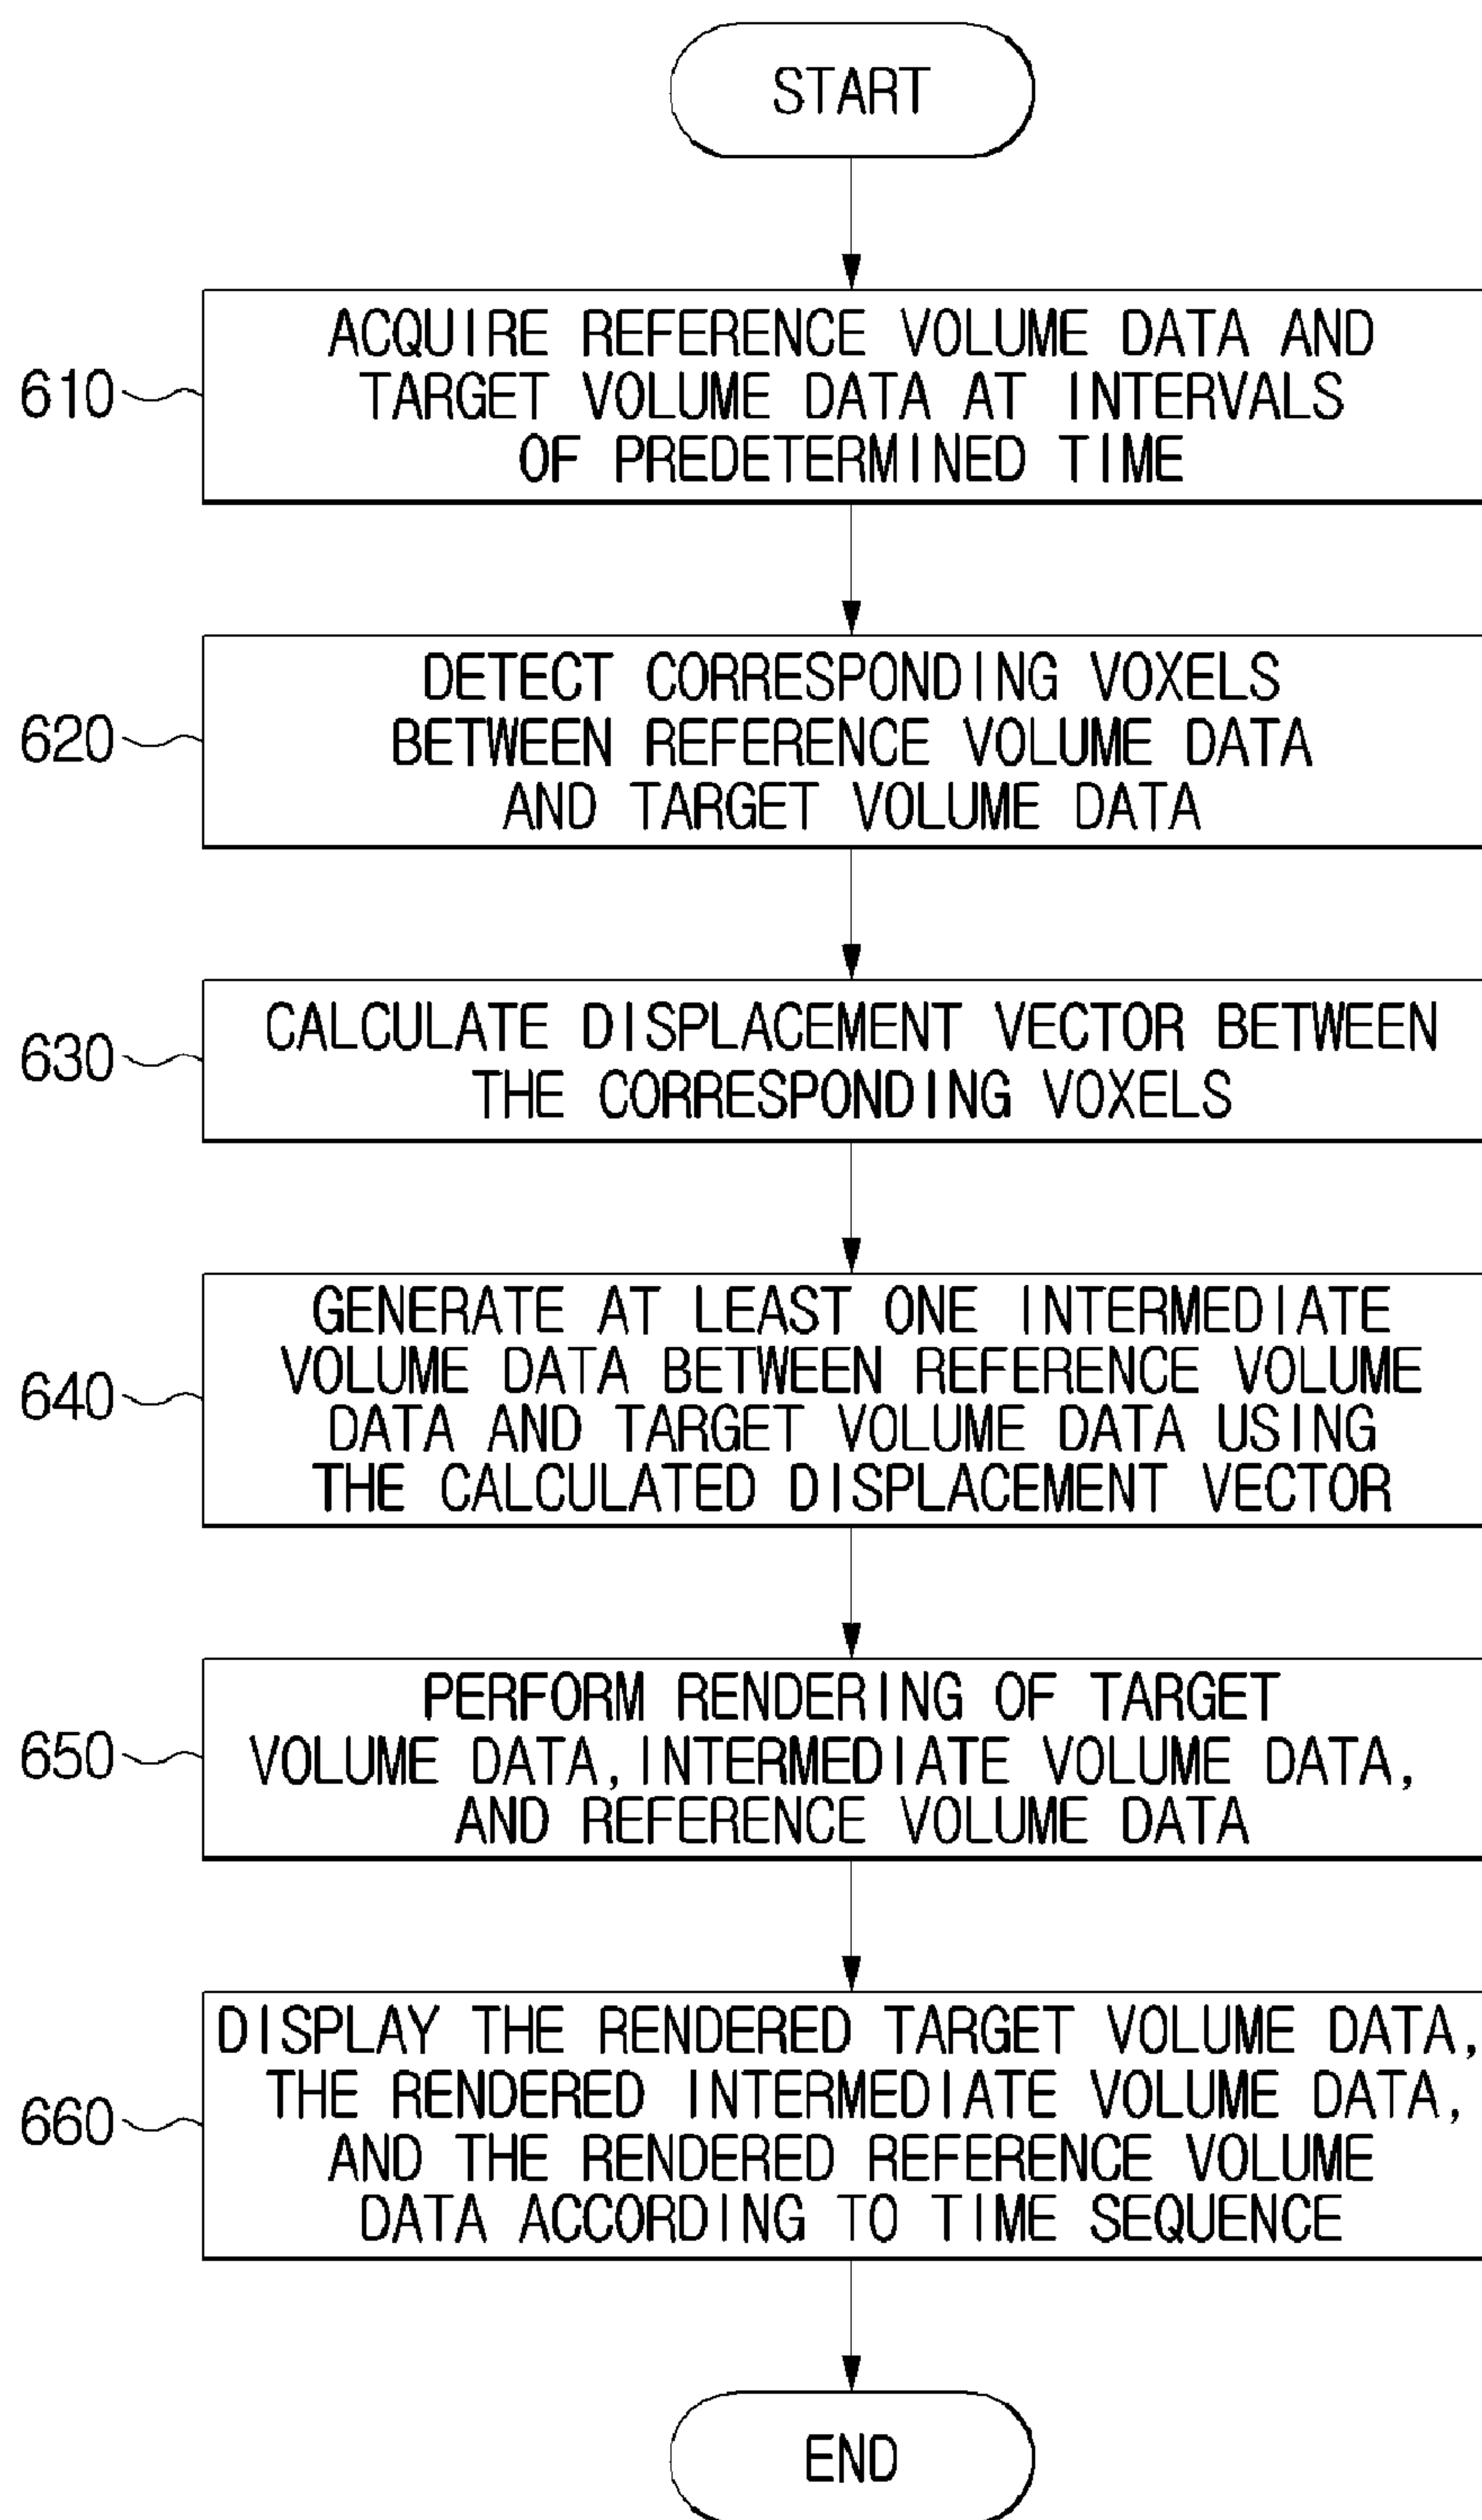 START
ACQUIRE REFERENCE VOLUME DATA AND
TARGET VOLUME DATA AT INTERVALS
OF PREDETERMINED TIME
610
DETECT CORRESPONDING VOXELS
BETWEEN REFERENCE VOLUME DATA
AND TARGET VOLUME DATA
620
CALCULATE DISPLACEMENT VECTOR BETWEEN
THE CORRESPONDING VOXELS
630
GENERATE AT LEAST ONE INTERMEDIATE
VOLUME DATA BETWEEN REFERENCE VOLUME
DATA AND TARGET VOLUME DATA USING
THE CALCULATED DISPLACEMENT VECTOR
640
PERFORM RENDERING OF TARGET
VOLUME DATA, INTERMEDIATE VOLUME DATA,
AND REFERENCE VOLUME DATA
650
DISPLAY THE RENDERED TARGET VOLUME DATA,
THE RENDERED INTERMEDIATE VOLUME DATA,
AND THE RENDERED REFERENCE VOLUME
DATA ACCORDING TO TIME SEQUENCE
660
END